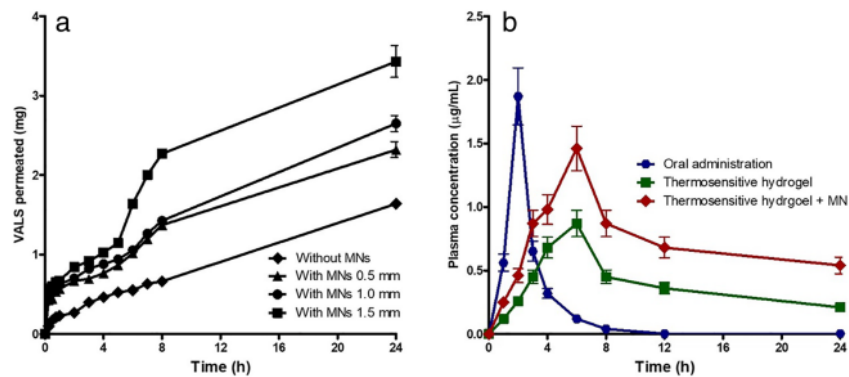 a
VALS permeated (mg)
4
3
2
1
0
0 4 8 12 16 20 24
Time (h)
Without MNs
With MNs 0.5 mm
With MNs 1.0 mm
With MNs 1.5 mm
b
Plasma concentration (µg/mL)
2.5
2.0
1.5
1.0
0.5
0.0
0 4 8 12 16 20 24
Time (h)
Oral administration
Thermosensitive hydrogel
Thermosensitive hydrgoel + MN